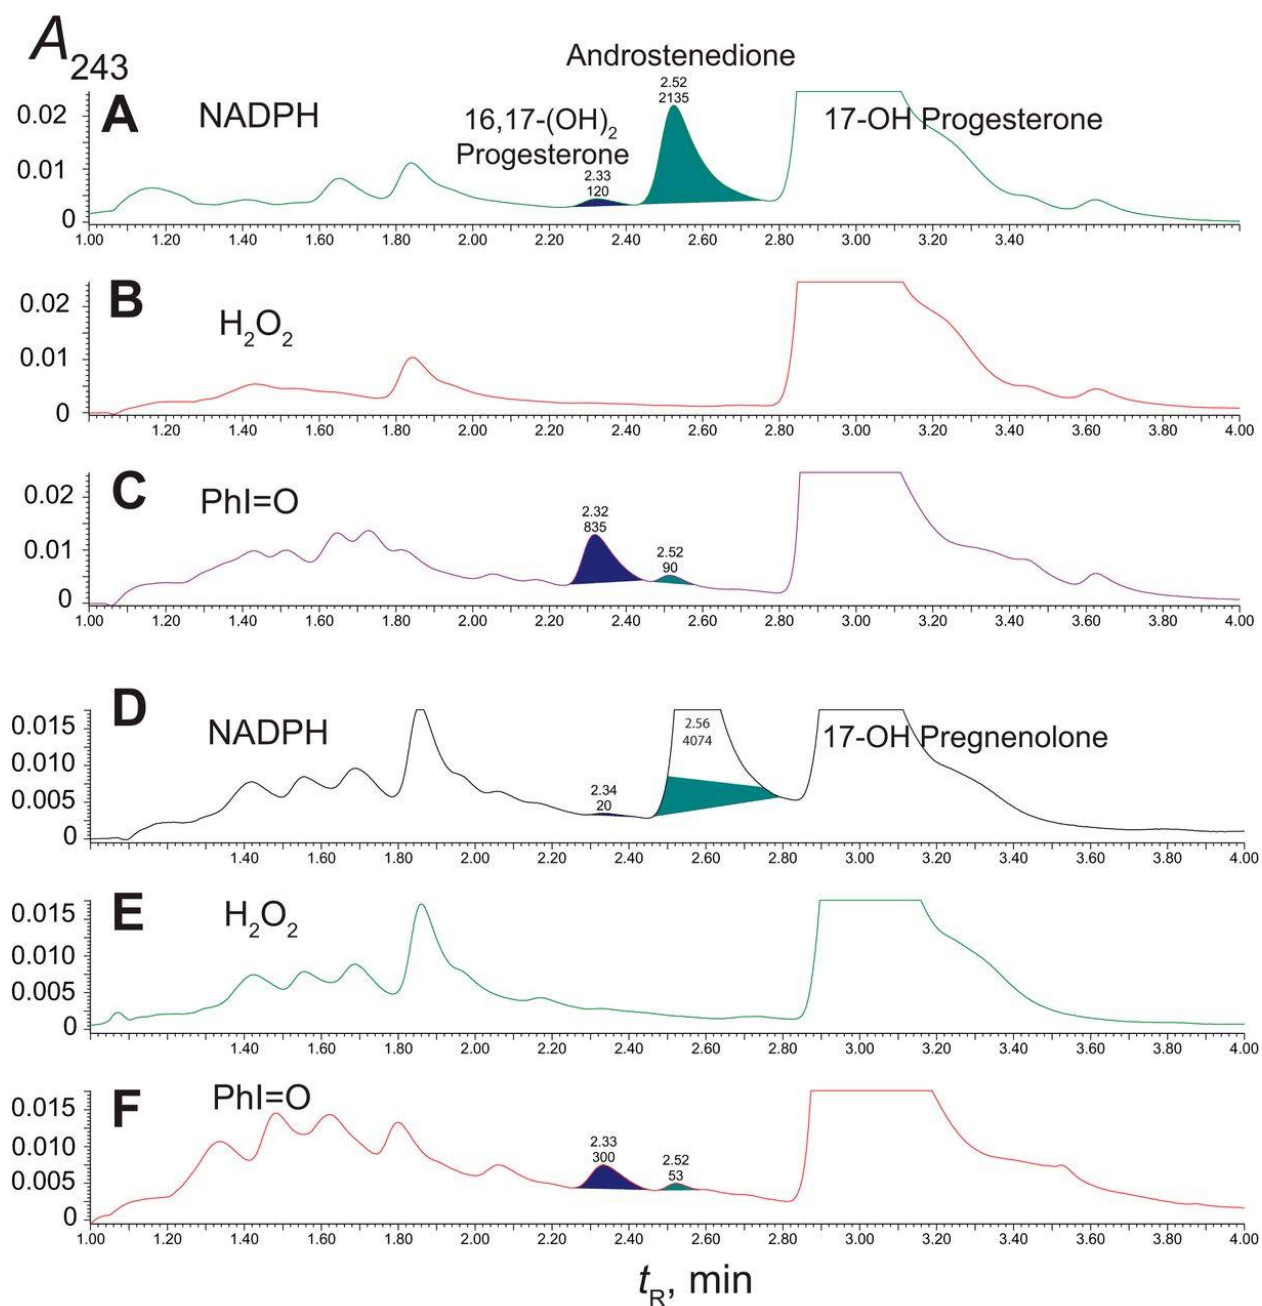 A243
Androstenedione
A
NADPH
16,17-(OH)2
Progesterone
2.33
120
2.52
2135
17-OH Progesterone
0.02
0.01
0
1.00 1.20 1.40 1.60 1.80 2.00 2.20 2.40 2.60 2.80 3.00 3.20 3.40
B
H2O2
0.02
0.01
0
1.20 1.40 1.60 1.80 2.00 2.20 2.40 2.60 2.80 3.00 3.20 3.40 3.60 3.80 4.00
C
PhI=O
2.32
835
2.52
90
0.02
0.01
0
1.00 1.20 1.40 1.60 1.80 2.00 2.20 2.40 2.60 2.80 3.00 3.20 3.40 3.60 3.80 4.00
D
NADPH
2.34
20
2.56
4074
17-OH Pregnenolone
0.015
0.010
0.005
0
1.40 1.60 1.80 2.00 2.20 2.40 2.60 2.80 3.00 3.20 3.40 3.60 3.80 4.00
E
H2O2
0.015
0.010
0.005
0
1.40 1.60 1.80 2.00 2.20 2.40 2.60 2.80 3.00 3.20 3.40 3.60 3.80 4.00
F
PhI=O
2.33
300
2.52
53
0.015
0.010
0.005
0
1.00 1.20 1.40 1.60 1.80 2.00 2.20 2.40 2.60 2.80 3.00 3.20 3.40 3.60 3.80 4.00
tR, min